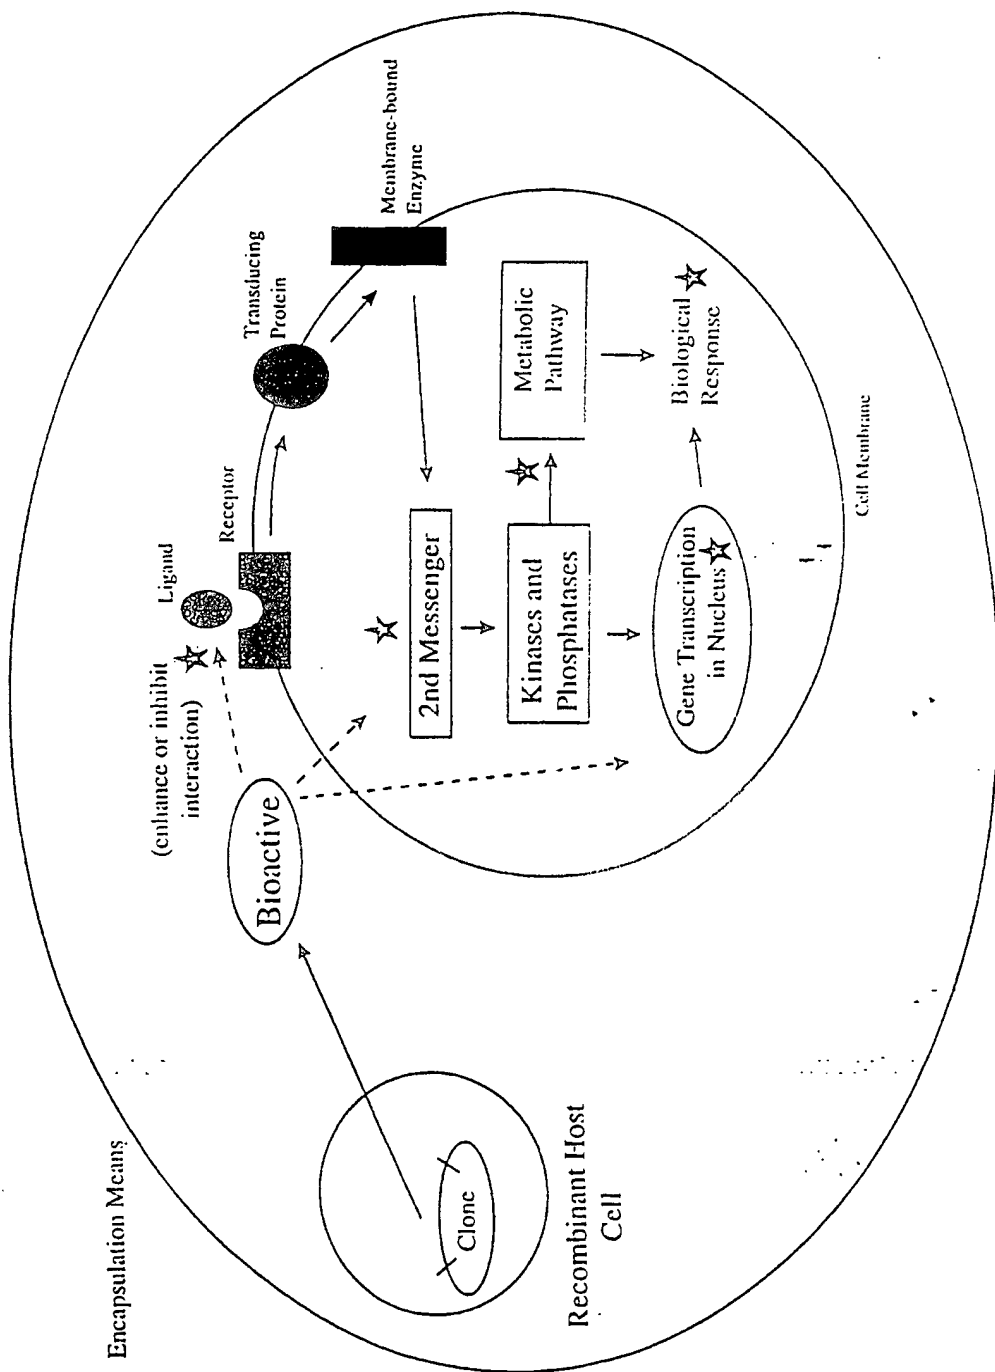 Encapsulation Means
(enhance or inhibit
interaction)
Ligand
Receptor
Transducing
Protein
Membrane-bound
Enzyme
Bioactive
2nd Messenger
Kinases and
Phosphatases
Metabolic
Pathway
Gene Transcription
in Nucleus
Biological
Response
Cell Membrane
Clone
Recombinant Host
Cell